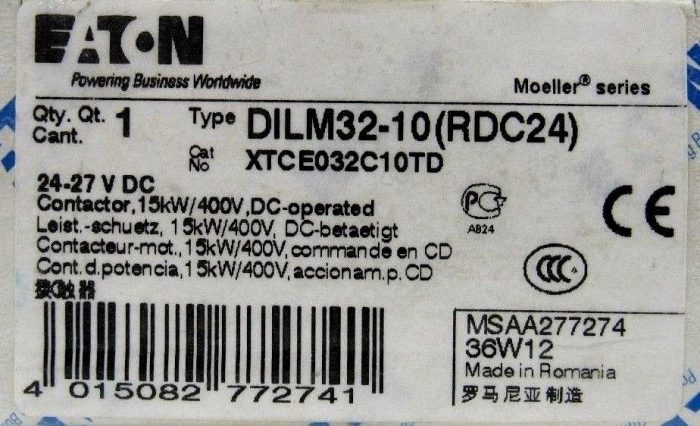 EATON
Powering Business Worldwide
Moeller® series
Qty. Qt. Cant. 1
Type DILM32-10(RDC24)
Cat No XTCE032C10TD
24-27 V DC
Contactor,15kW/400V,DC-operated
Leist.-schuetz, 15kW/400V, DC-betaetigt
Contacteur-mot.,15kW/400V,commande en CD
Cont.d.potencia,15kW/400V,accionam.p.CD
接触器
PC
AB24
CE
CCC
4 015082 772741
MSAA277274
36W12
Made in Romania
罗马尼亚制造